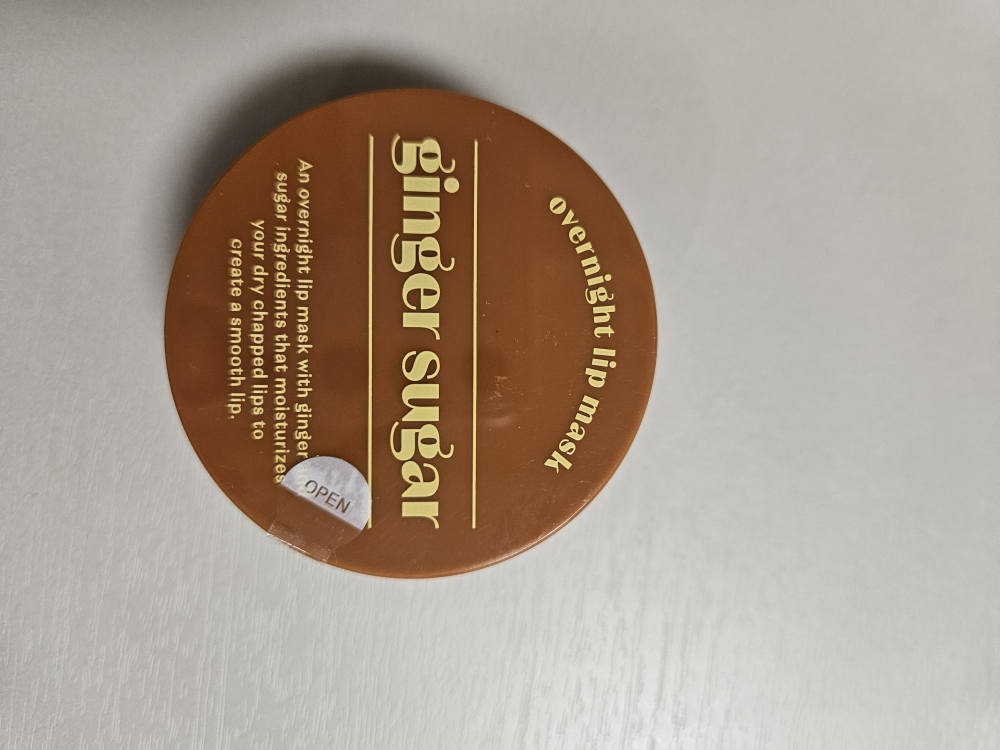 overnight lip mask
ginger sugar
An overnight lip mask with ginger
sugar ingredients that moisturizes
your dry chapped lips to
create a smooth lip.
OPEN